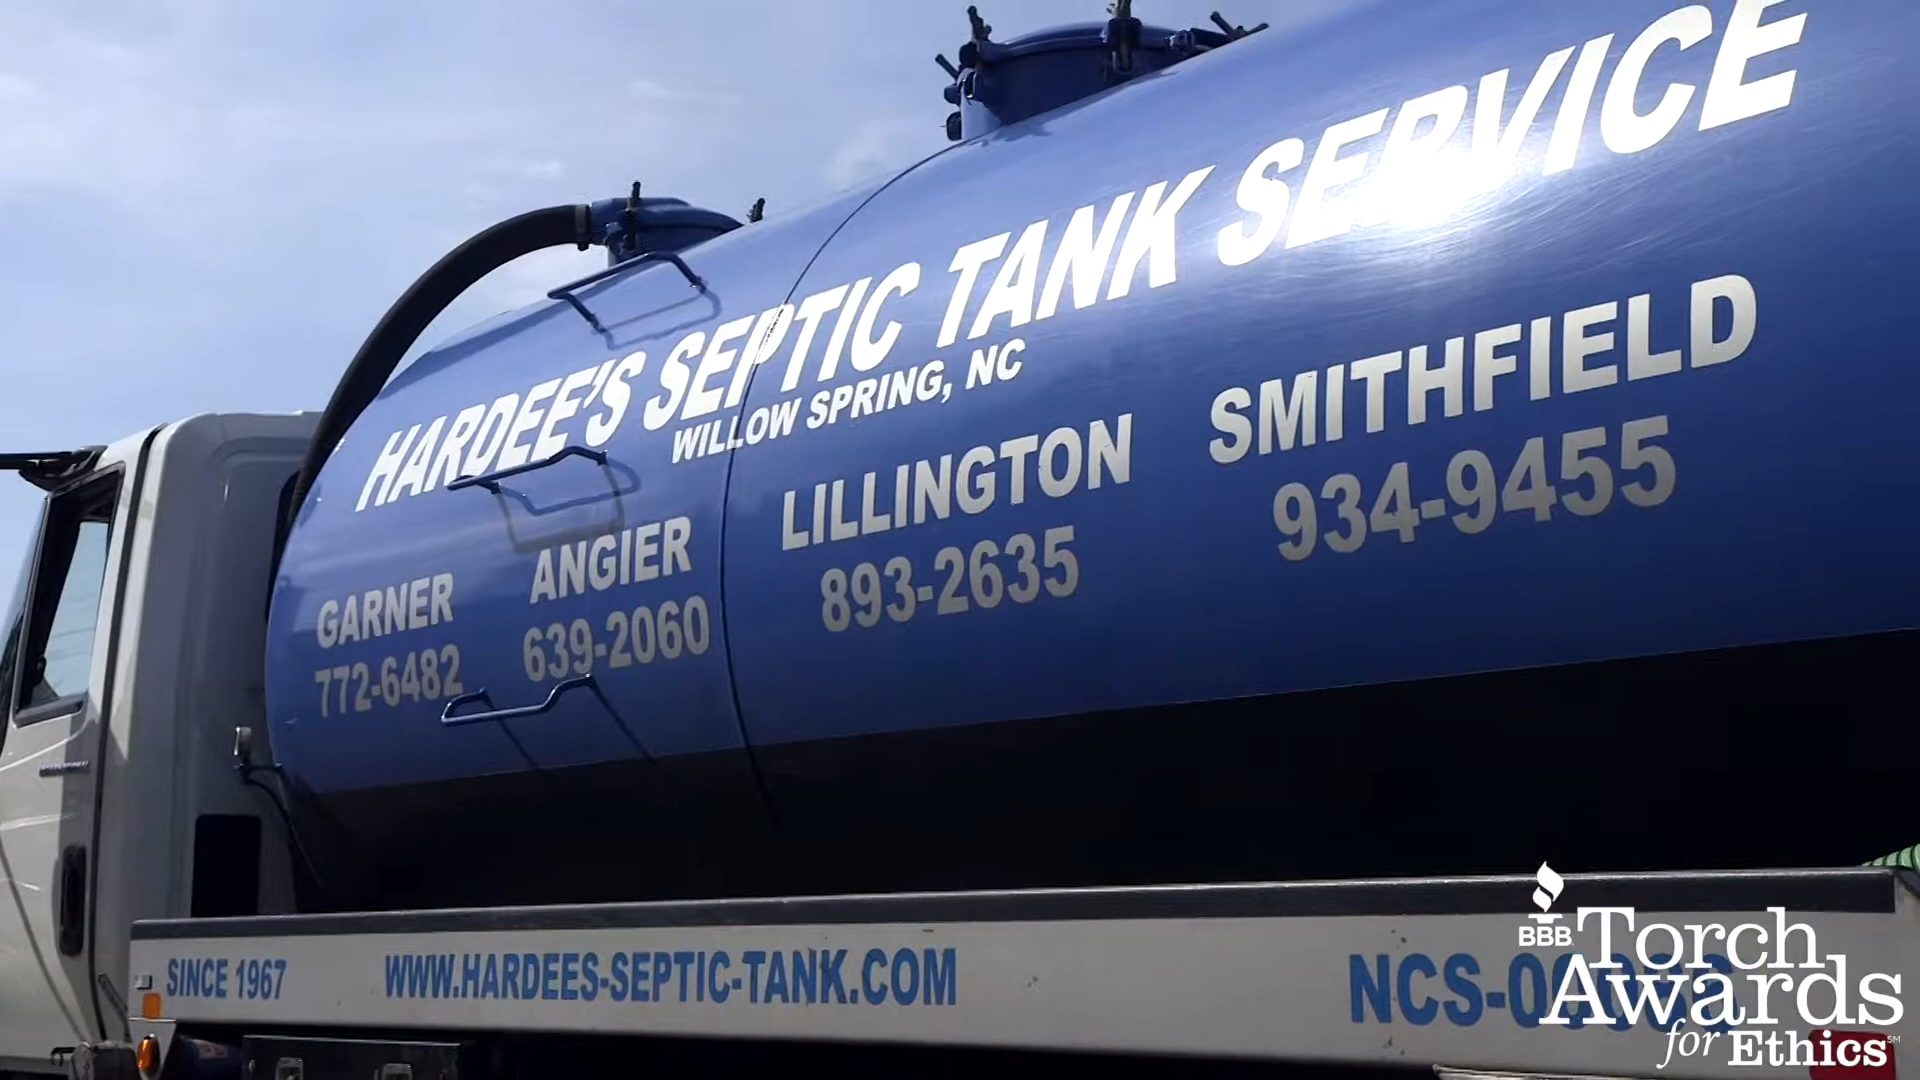 HARDEE'S SEPTIC TANK SERVICE
WILLOW SPRING, NC
GARNER
772-6482
ANGIER
639-2060
LILLINGTON
893-2635
SMITHFIELD
934-9455
SINCE 1967
WWW.HARDEES-SEPTIC-TANK.COM
BBB
Torch
Awards
for Ethics
SM